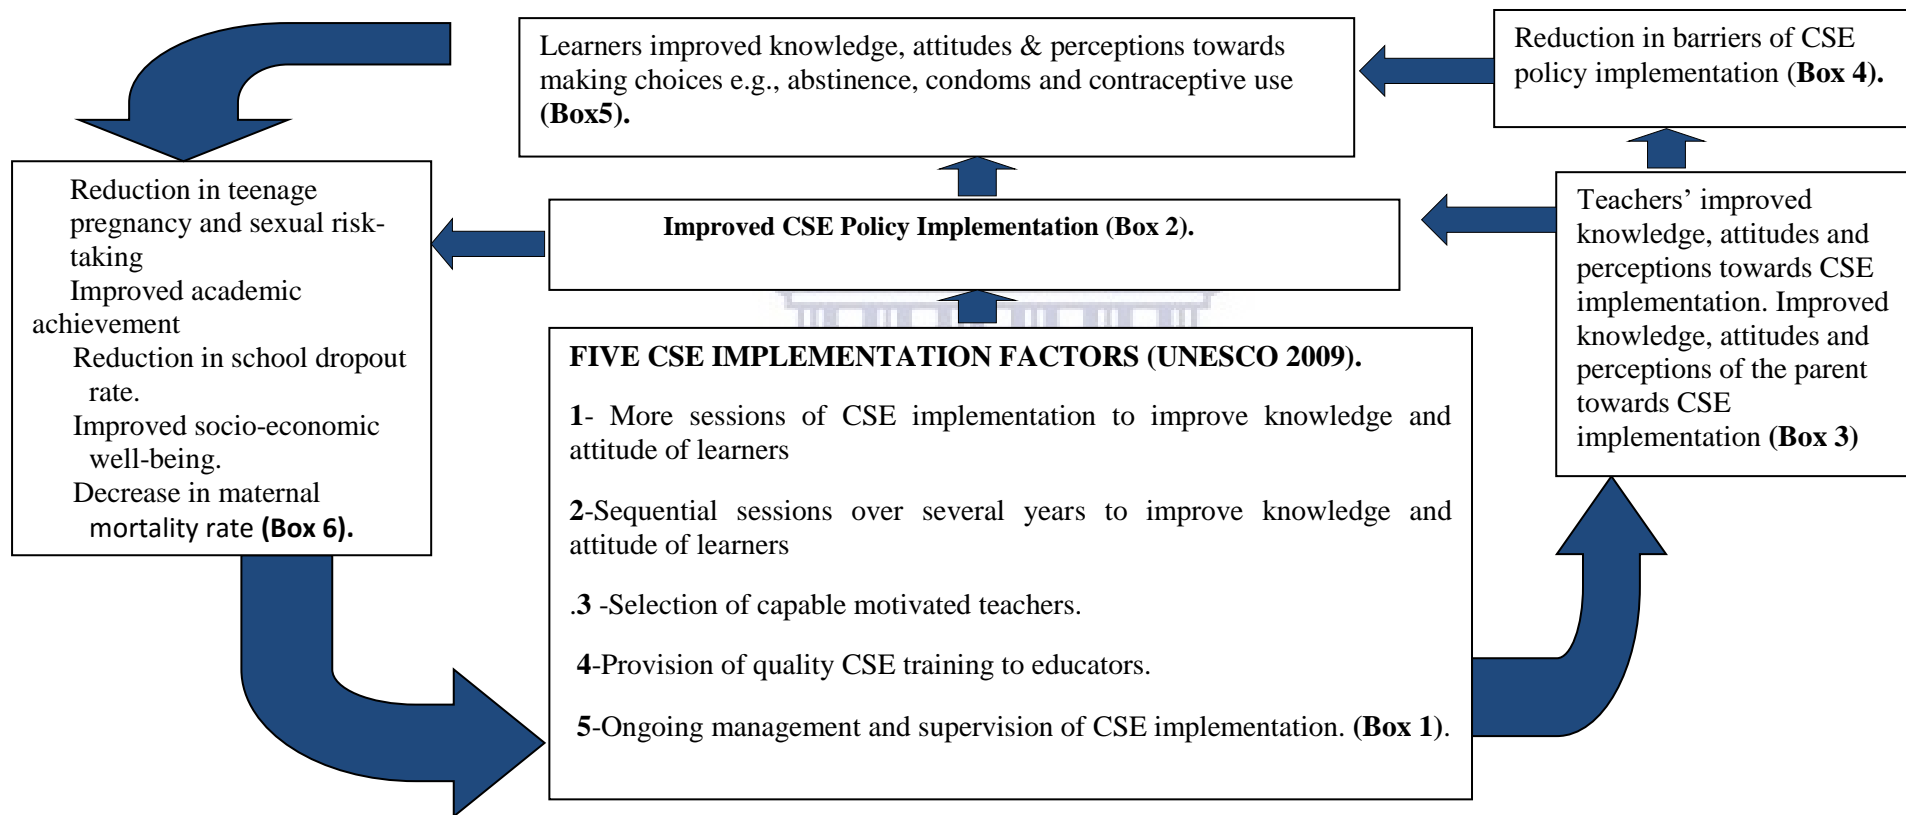 Learners improved knowledge, attitudes & perceptions towards
making choices e.g., abstinence, condoms and contraceptive use
(Box5).
Reduction in barriers of CSE
policy implementation (Box 4).
Reduction in teenage
pregnancy and sexual risk-
taking
Improved academic
achievement
Reduction in school dropout
rate.
Improved socio-economic
well-being.
Decrease in maternal
mortality rate (Box 6).
Improved CSE Policy Implementation (Box 2).
Teachers’ improved
knowledge, attitudes and
perceptions towards CSE
implementation. Improved
knowledge, attitudes and
perceptions of the parent
towards CSE
implementation (Box 3)
FIVE CSE IMPLEMENTATION FACTORS (UNESCO 2009).
1- More sessions of CSE implementation to improve knowledge and
attitude of learners
2-Sequential sessions over several years to improve knowledge and
attitude of learners
.3 -Selection of capable motivated teachers.
4-Provision of quality CSE training to educators.
5-Ongoing management and supervision of CSE implementation. (Box 1).